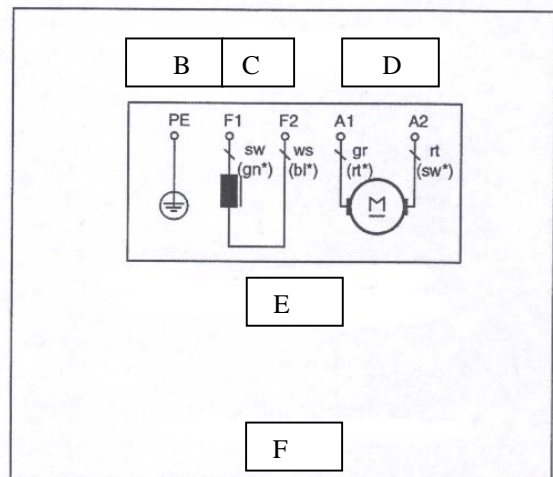 B C D
PE F1 F2 A1 A2
sw ws gr rt
(gn*) (bl*) (rt*) (sw*)
M
E
F